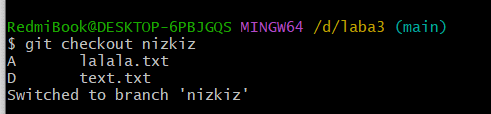 RedmiBook@DESKTOP-6PBJGQS MINGW64 /d/laba3 (main)
$ git checkout nizkiz
A       lalala.txt
D       text.txt
Switched to branch 'nizkiz'